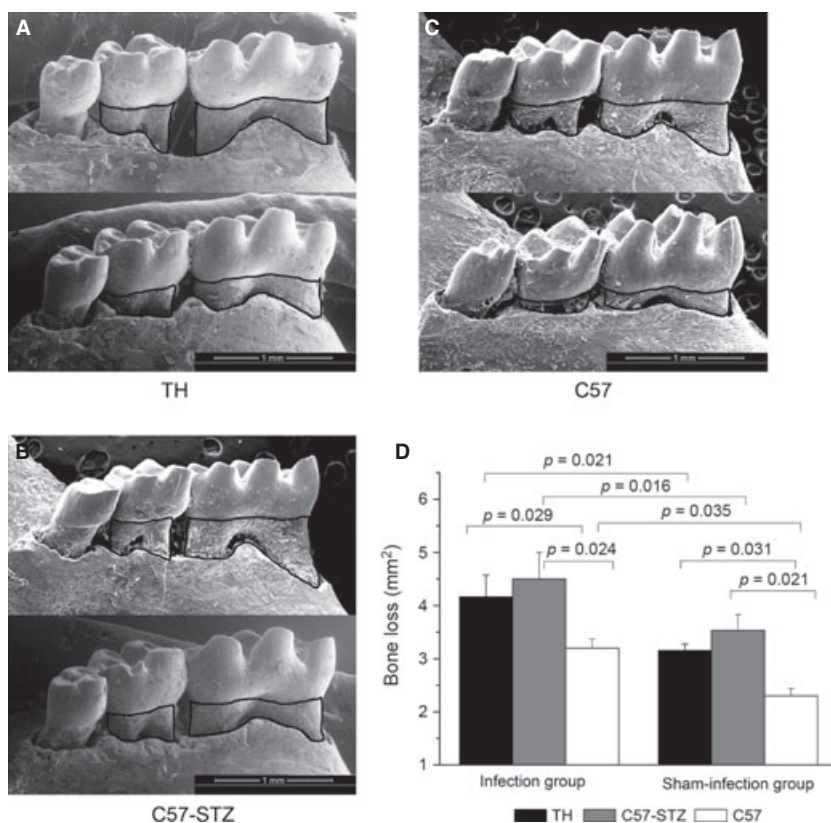 A
1 mm
TH
C
1 mm
C57
B
1 mm
C57-STZ
D
p = 0.021
p = 0.016
p = 0.029
p = 0.035
p = 0.024
p = 0.031
p = 0.021
Bone loss (mm²)
6
5
4
3
2
1
Infection group
Sham-infection group
TH C57-STZ C57